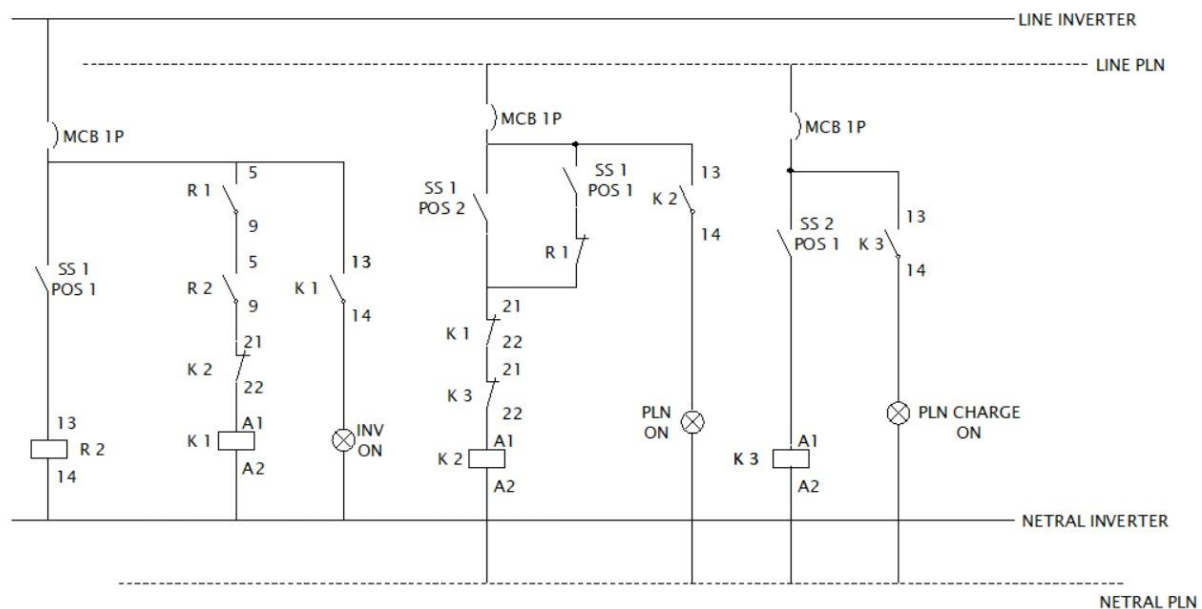 LINE INVERTER
LINE PLN
MCB 1P
MCB 1P
MCB 1P
R 1
5
9
R 2
5
9
K 2
21
22
K 1
A1
A2
SS 1
POS 1
13
R 2
14
K 1
13
14
INV
ON
SS 1
POS 2
SS 1
POS 1
R 1
K 1
21
22
K 3
21
22
K 2
A1
A2
K 2
13
14
PLN
ON
SS 2
POS 1
K 3
A1
A2
K 3
13
14
PLN CHARGE
ON
NETRAL INVERTER
NETRAL PLN